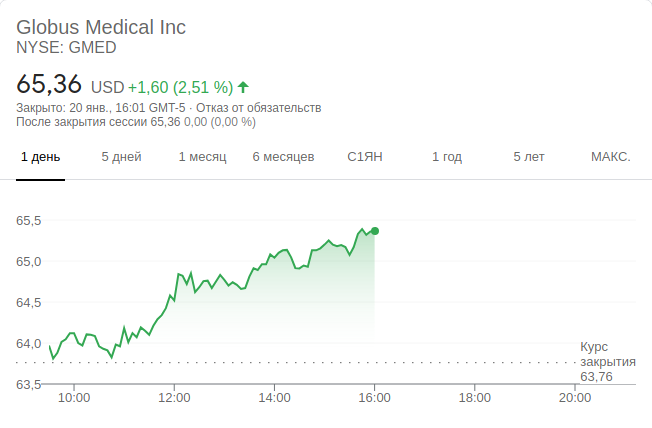 Globus Medical Inc
NYSE: GMED
65,36 USD +1,60 (2,51 %)
Закрыто: 20 янв., 16:01 GMT-5 · Отказ от обязательств
После закрытия сессии 65,36 0,00 (0,00 %)
1 день 5 дней 1 месяц 6 месяцев С1ЯН 1 год 5 лет МАКС.
65,5
65,0
64,5
64,0
Курс
закрытия
63,76
63,5
10:00 12:00 14:00 16:00 18:00 20:00